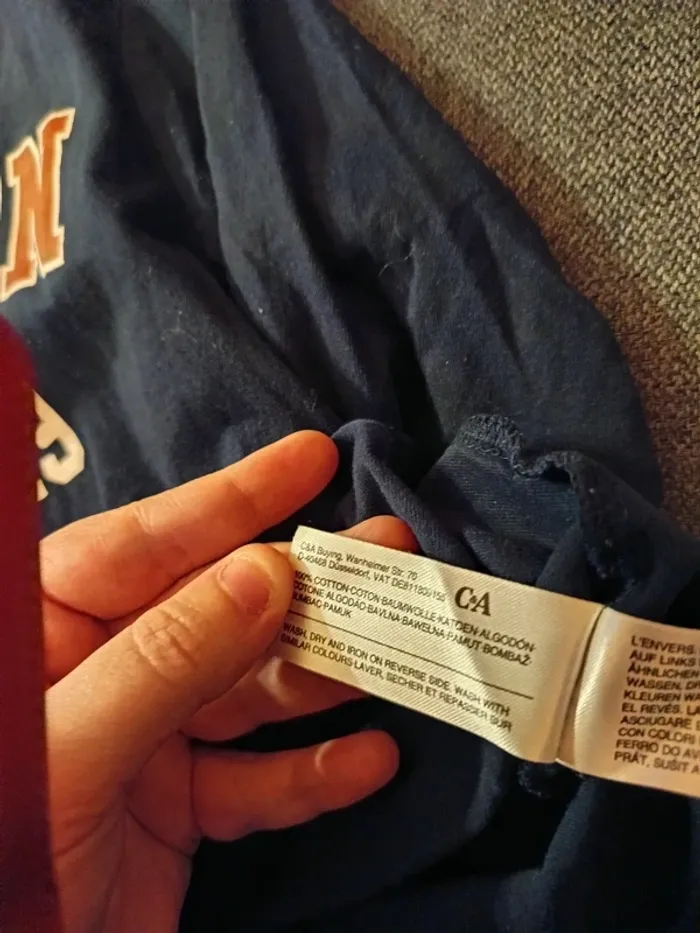 N
S
C&A Buying, Wanheimer Str. 70
D-40468 Düsseldorf, VAT DE811809155
C&A
100% COTTON-COTON-BAUMWOLLE-KATOEN-ALGODÓN-
COTONE-ALGODÃO-BAVLNA-BAWEŁNA-PAMUT-BOMBAŽ-
BUMBAC-PAMUK
WASH, DRY AND IRON ON REVERSE SIDE. WASH WITH
SIMILAR COLOURS LAVER, SECHER ET REPASSER SUR
L'ENVERS.
AUF LINKS
ÄHNLICHEN
WASSEN, DR
KLEUREN WA
EL REVÉS. LA
ASCIUGARE E
CON COLORI
FERRO DO AV
PRÁT, SUŠIT A